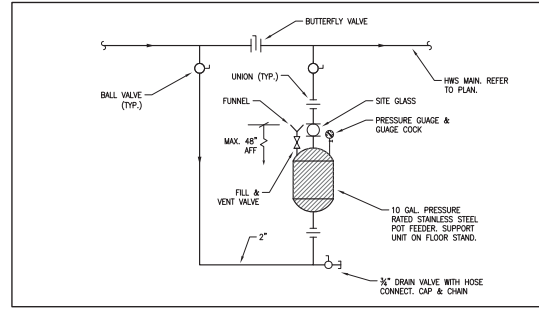 BUTTERFLY VALVE
BALL VALVE
(TYP.)
UNION (TYP.)
HWS MAIN. REFER
TO PLAN.
FUNNEL
SITE GLASS
PRESSURE GUAGE &
GUAGE COCK
MAX. 48"
AFF
FILL &
VENT VALVE
10 GAL. PRESSURE
RATED STAINLESS STEEL
POT FEEDER. SUPPORT
UNIT ON FLOOR STAND.
2"
¾" DRAIN VALVE WITH HOSE
CONNECT. CAP & CHAIN